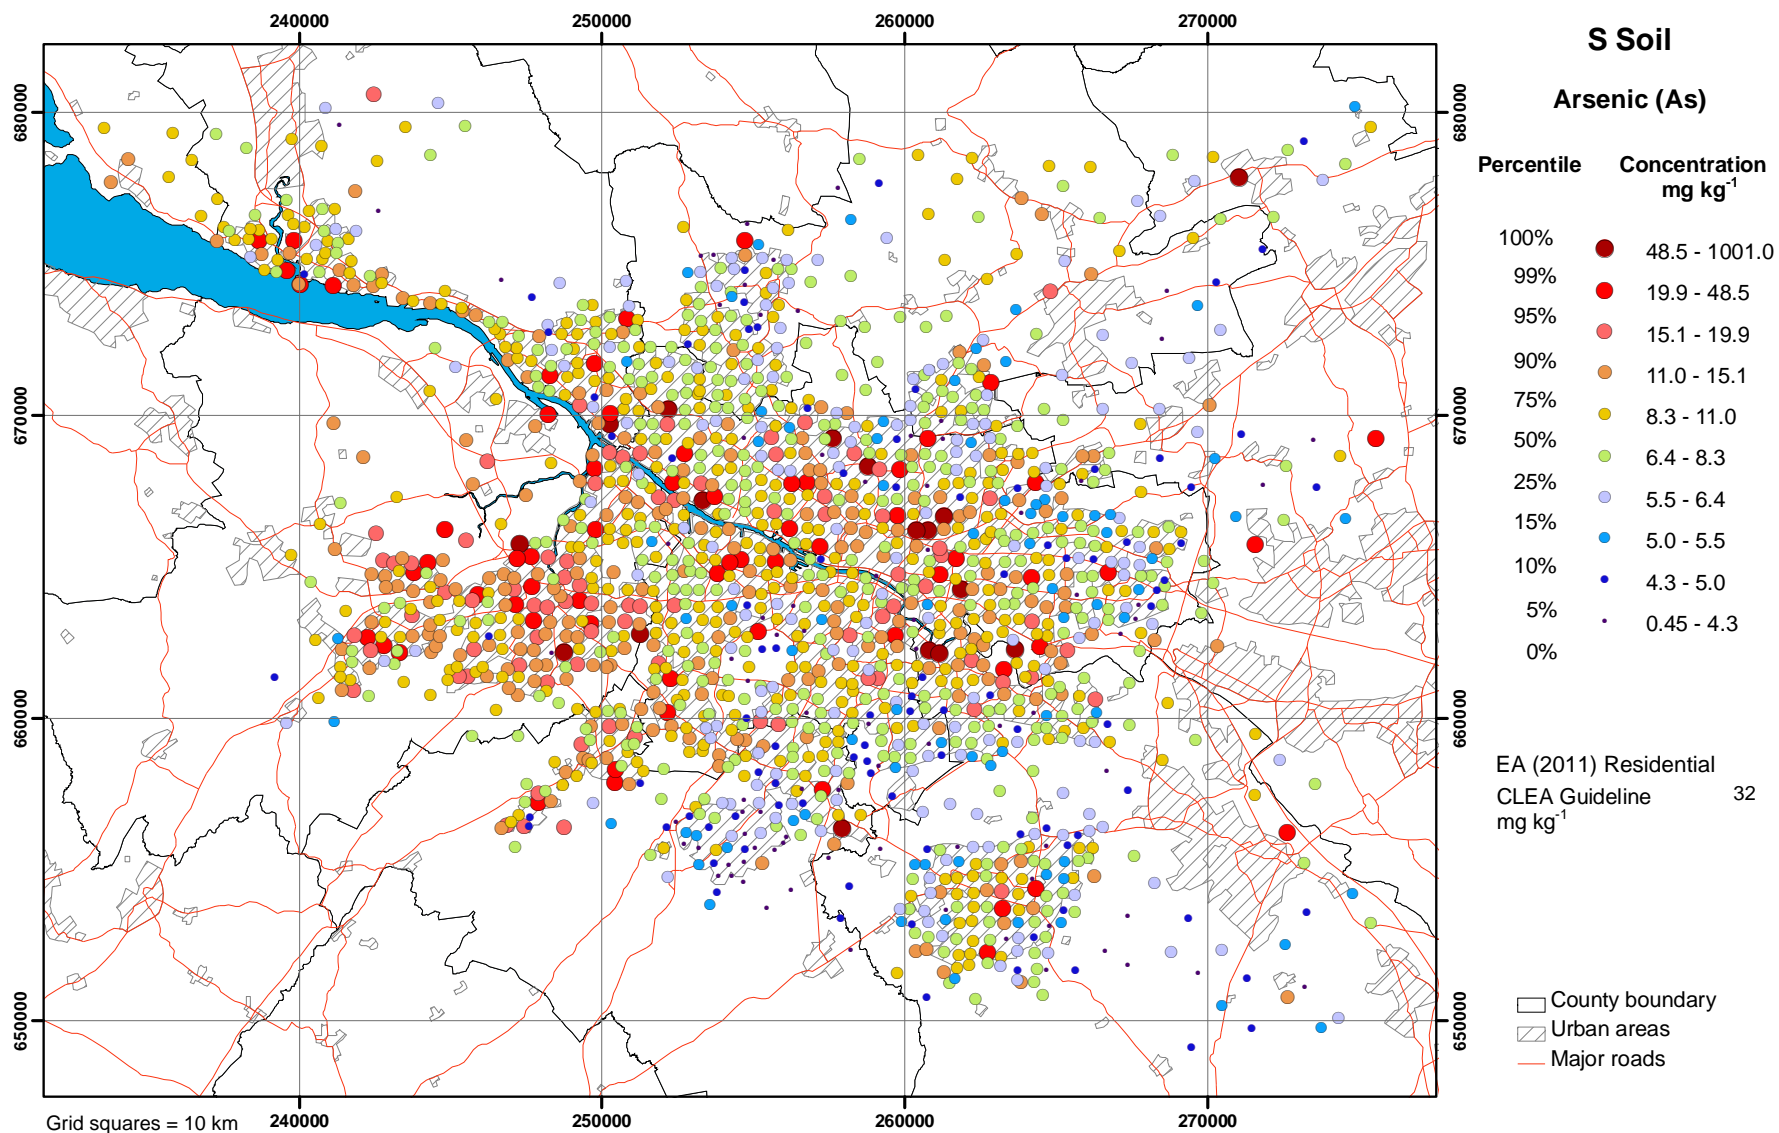 240000 250000 260000 270000
680000 680000
670000 670000
660000 660000
650000 650000
240000 250000 260000 270000
Grid squares = 10 km
S Soil
Arsenic (As)
Percentile Concentration
mg kg-1
100%
48.5 - 1001.0
99%
19.9 - 48.5
95%
15.1 - 19.9
90%
11.0 - 15.1
75%
8.3 - 11.0
50%
6.4 - 8.3
25%
5.5 - 6.4
15%
5.0 - 5.5
10%
4.3 - 5.0
5%
0.45 - 4.3
0%
EA (2011) Residential
CLEA Guideline 32
mg kg-1
County boundary
Urban areas
Major roads